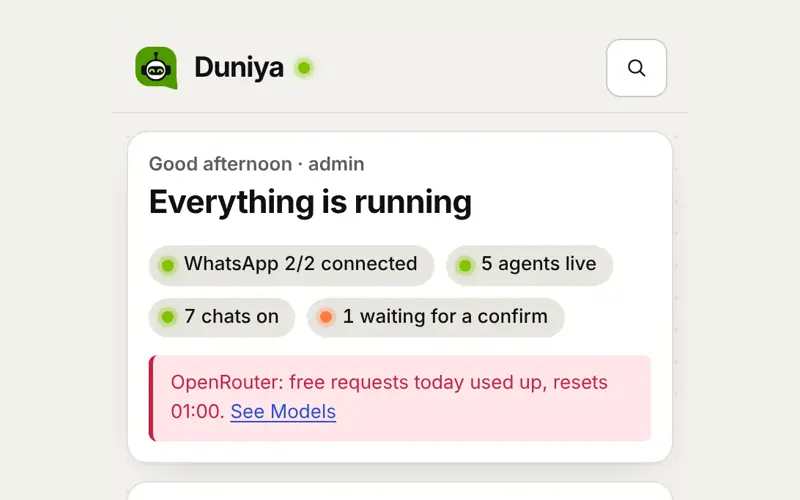 Duniya
Good afternoon · admin
Everything is running
WhatsApp 2/2 connected
5 agents live
7 chats on
1 waiting for a confirm
OpenRouter: free requests today used up, resets
01:00. See Models